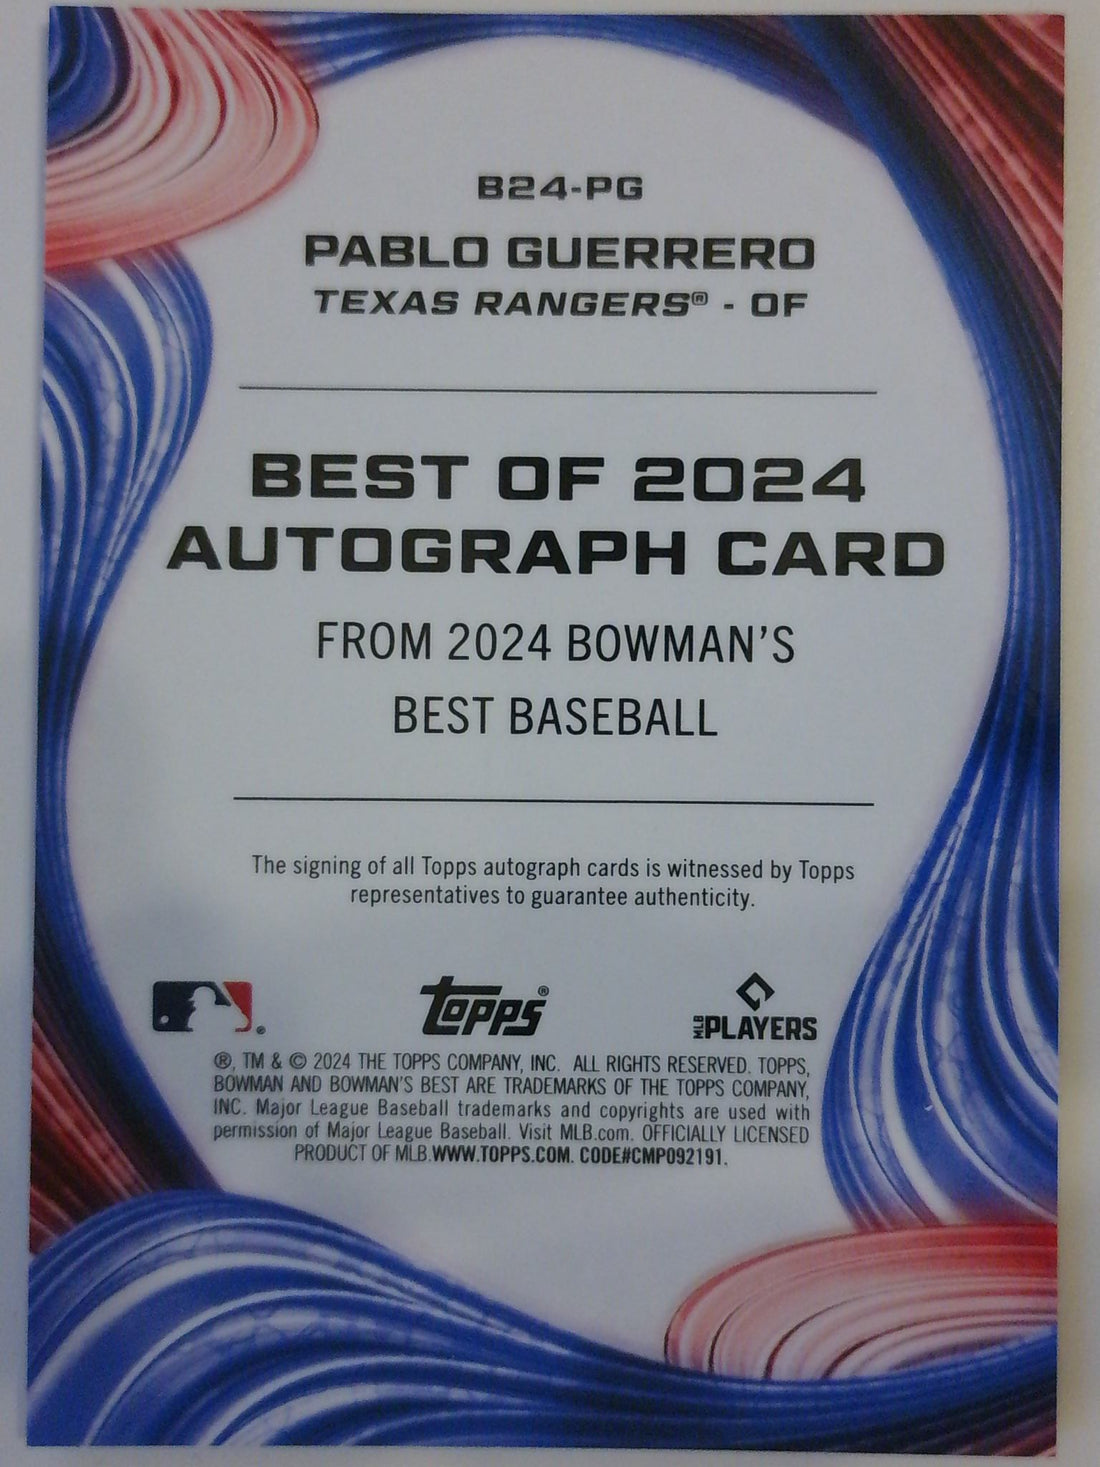 B24-PG
PABLO GUERRERO
TEXAS RANGERS® - OF
BEST OF 2024
AUTOGRAPH CARD
FROM 2024 BOWMAN'S
BEST BASEBALL
The signing of all Topps autograph cards is witnessed by Topps
representatives to guarantee authenticity.
®
topps®
MLB PLAYERS
®, TM & © 2024 THE TOPPS COMPANY, INC. ALL RIGHTS RESERVED. TOPPS,
BOWMAN AND BOWMAN'S BEST ARE TRADEMARKS OF THE TOPPS COMPANY,
INC. Major League Baseball trademarks and copyrights are used with
permission of Major League Baseball. Visit MLB.com. OFFICIALLY LICENSED
PRODUCT OF MLB.WWW.TOPPS.COM. CODE#CMP092191.